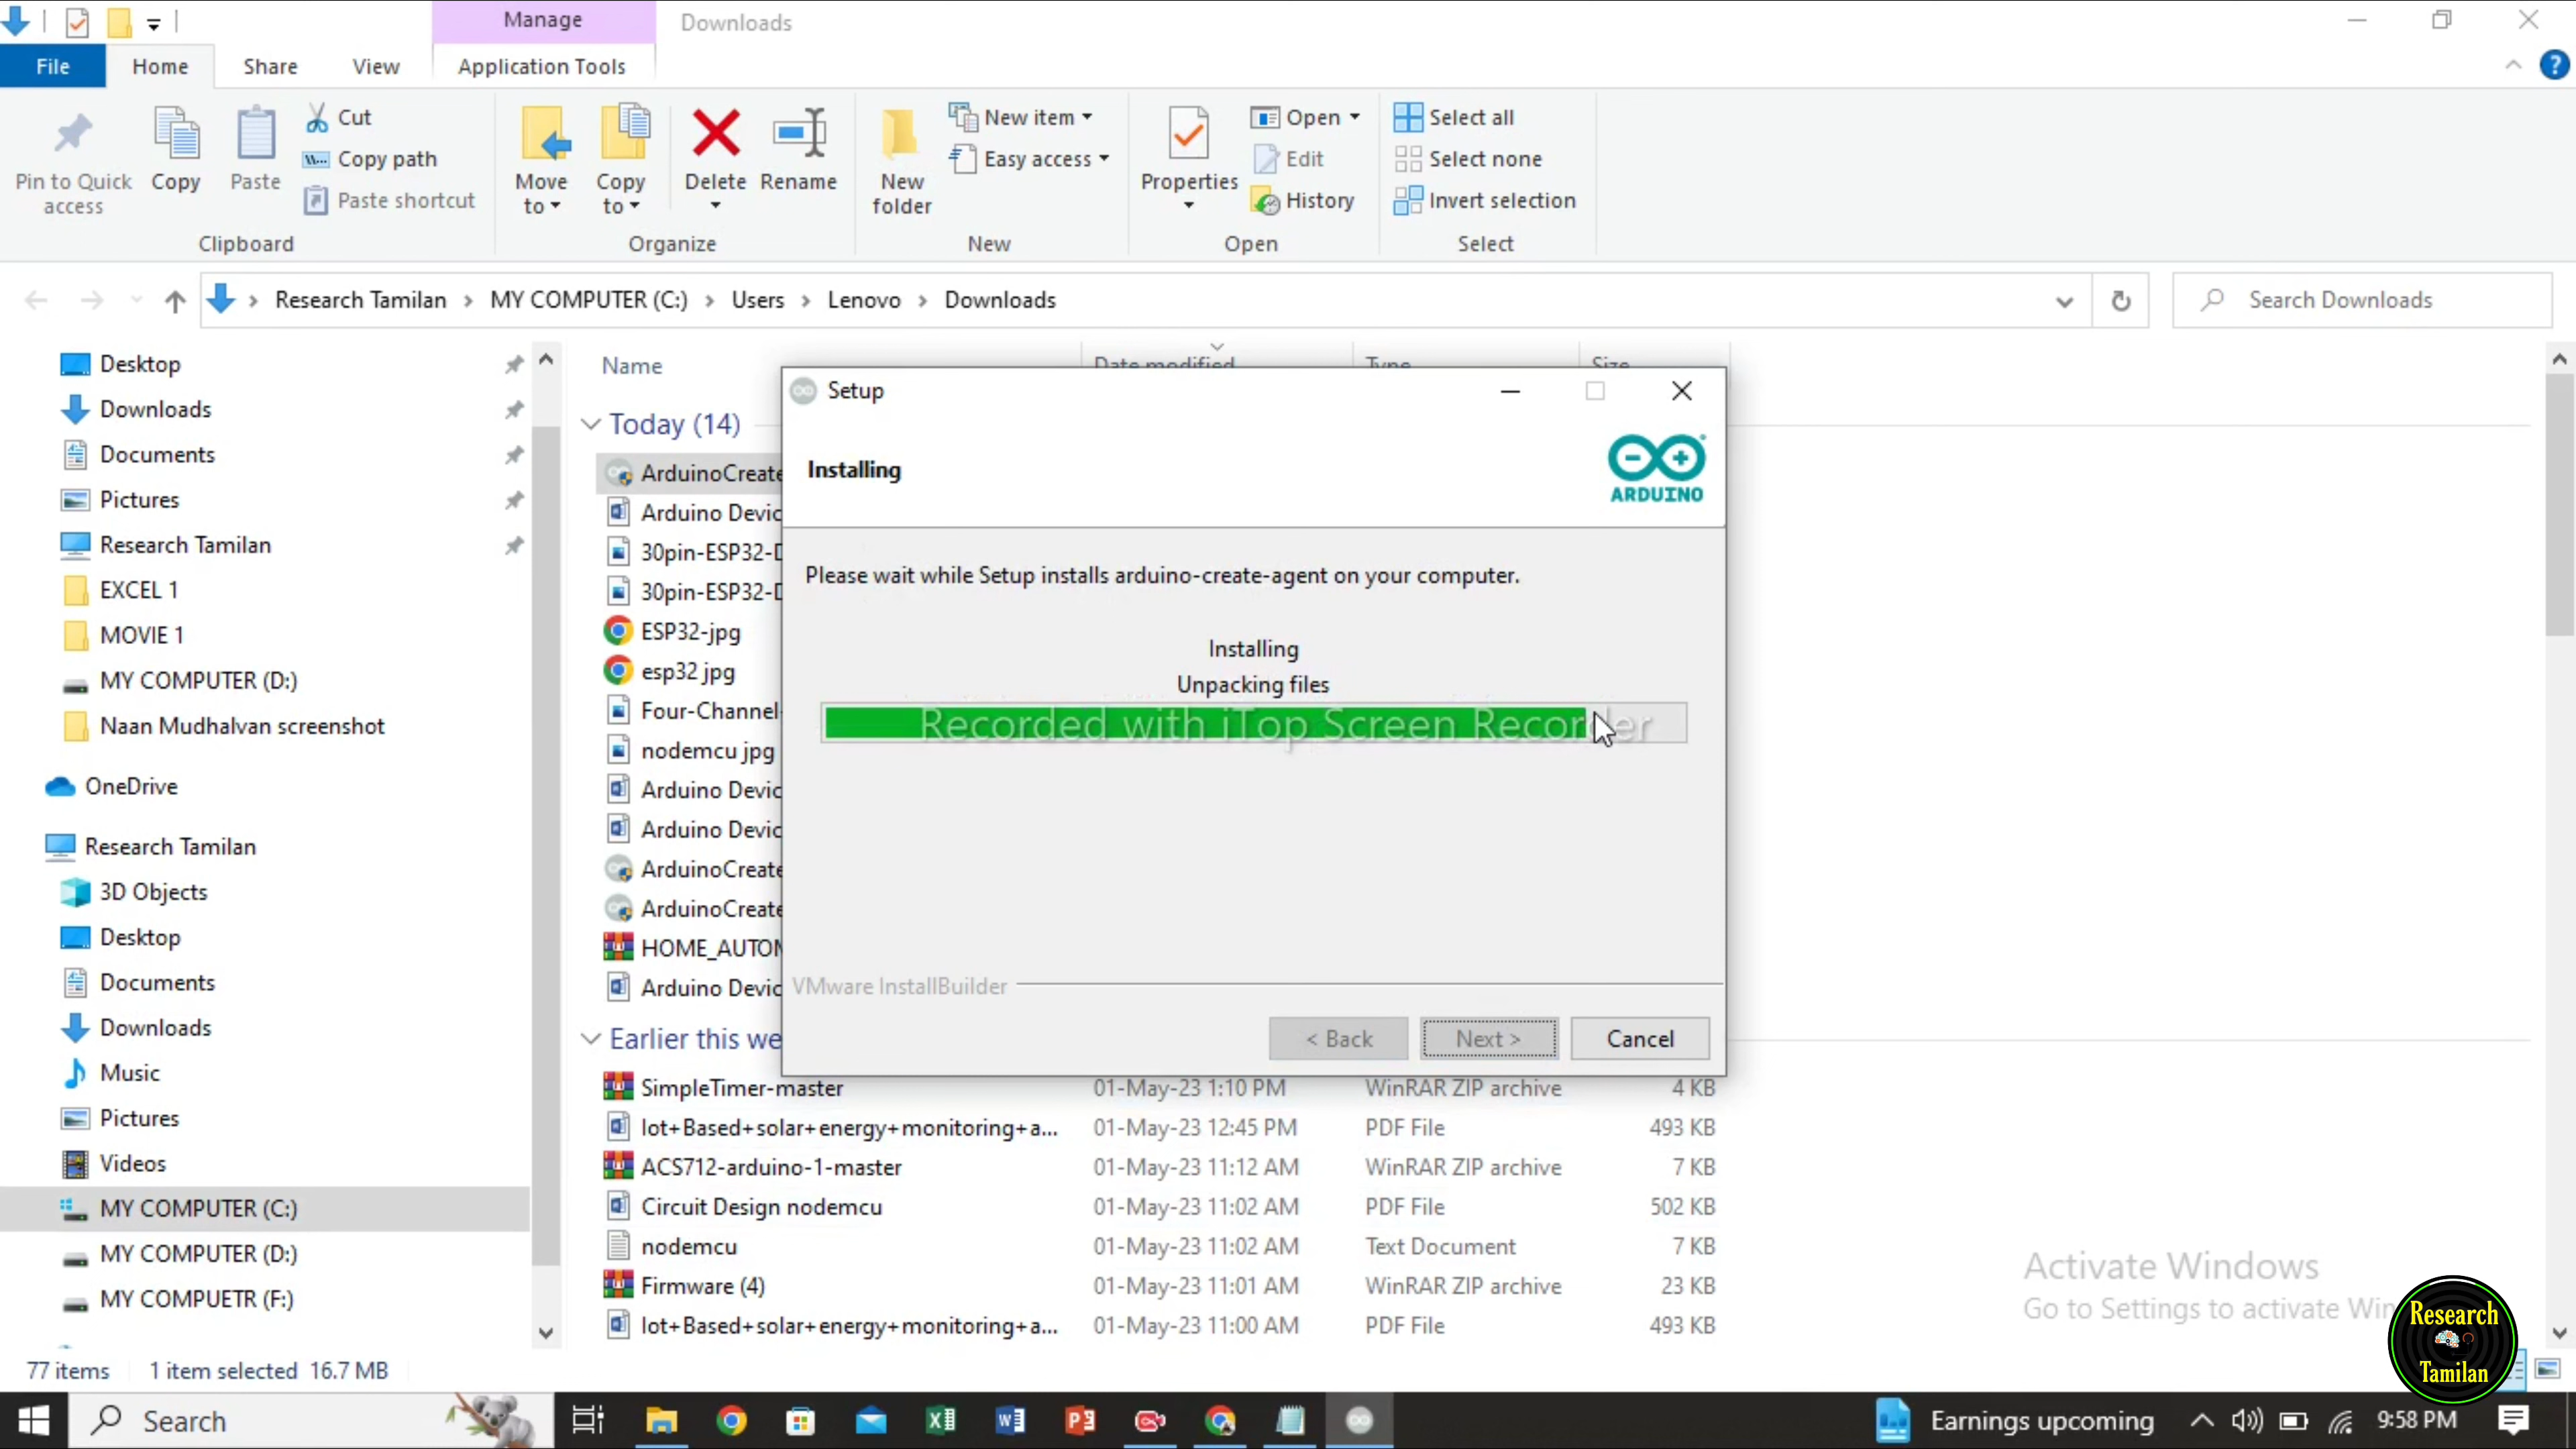 Manage
Downloads
File
Home
Share
View
Application Tools
Pin to Quick access
Copy
Paste
Cut
Copy path
Paste shortcut
Clipboard
Move to
Copy to
Delete
Rename
Organize
New folder
New item
Easy access
New
Properties
Open
Edit
History
Open
Select all
Select none
Invert selection
Select
Research Tamilan > MY COMPUTER (C:) > Users > Lenovo > Downloads
Search Downloads
Desktop
Downloads
Documents
Pictures
Research Tamilan
EXCEL 1
MOVIE 1
MY COMPUTER (D:)
Naan Mudhalvan screenshot
OneDrive
Research Tamilan
3D Objects
Desktop
Documents
Downloads
Music
Pictures
Videos
MY COMPUTER (C:)
MY COMPUTER (D:)
MY COMPUETR (F:)
Name
Date modified
Type
Size
Today (14)
ArduinoCreate
Arduino Devic
30pin-ESP32-D
30pin-ESP32-D
ESP32-jpg
esp32 jpg
Four-Channel-
nodemcu jpg
Arduino Devic
Arduino Devic
ArduinoCreate
ArduinoCreate
HOME_AUTOM
Arduino Devic
Earlier this we
SimpleTimer-master 01-May-23 1:10 PM WinRAR ZIP archive 4 KB
Iot+Based+solar+energy+monitoring+a... 01-May-23 12:45 PM PDF File 493 KB
ACS712-arduino-1-master 01-May-23 11:12 AM WinRAR ZIP archive 7 KB
Circuit Design nodemcu 01-May-23 11:02 AM PDF File 502 KB
nodemcu 01-May-23 11:02 AM Text Document 7 KB
Firmware (4) 01-May-23 11:01 AM WinRAR ZIP archive 23 KB
Iot+Based+solar+energy+monitoring+a... 01-May-23 11:00 AM PDF File 493 KB
Setup
Installing
ARDUINO
Please wait while Setup installs arduino-create-agent on your computer.
Installing
Unpacking files
Recorded with iTop Screen Recorder
VMware InstallBuilder
< Back
Next >
Cancel
Activate Windows
Go to Settings to activate Win
Research
Tamilan
77 items
1 item selected 16.7 MB
Search
Earnings upcoming
9:58 PM